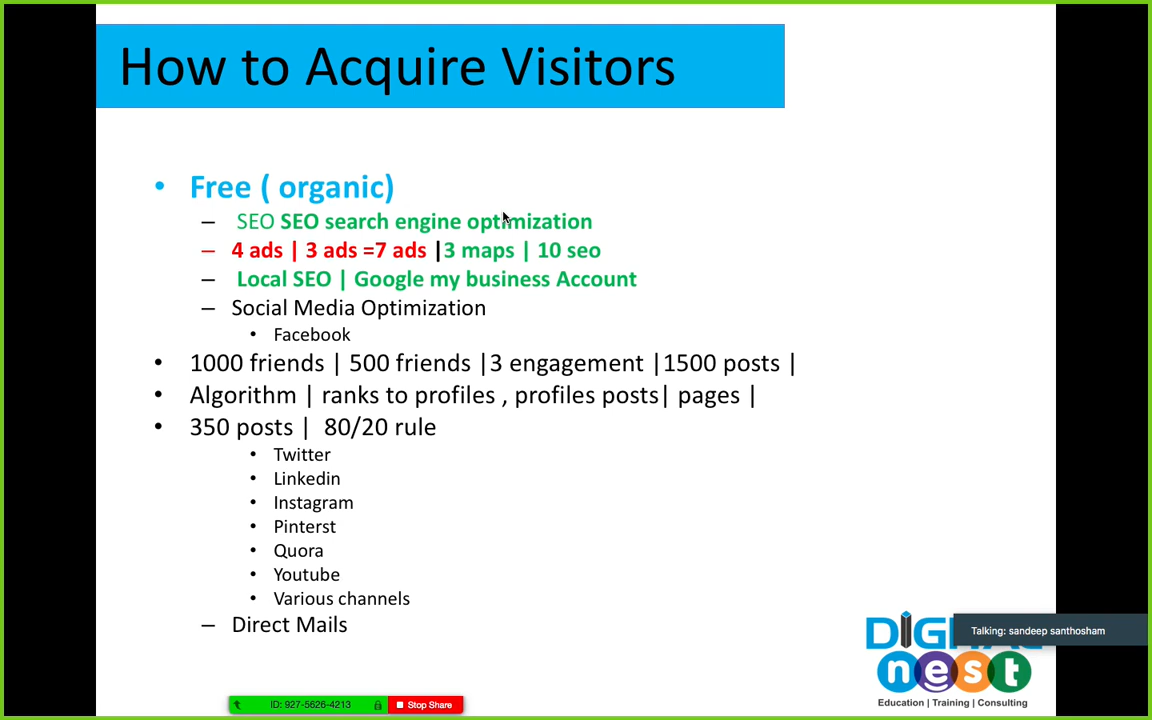 How to Acquire Visitors
• Free ( organic)
– SEO SEO search engine optimization
– 4 ads | 3 ads =7 ads |3 maps | 10 seo
– Local SEO | Google my business Account
– Social Media Optimization
• Facebook
• 1000 friends | 500 friends |3 engagement |1500 posts |
• Algorithm | ranks to profiles , profiles posts| pages |
• 350 posts | 80/20 rule
• Twitter
• Linkedin
• Instagram
• Pinterst
• Quora
• Youtube
• Various channels
– Direct Mails
Talking: sandeep santhosham
nest
Education | Training | Consulting
ID: 927-5626-4213 Stop Share